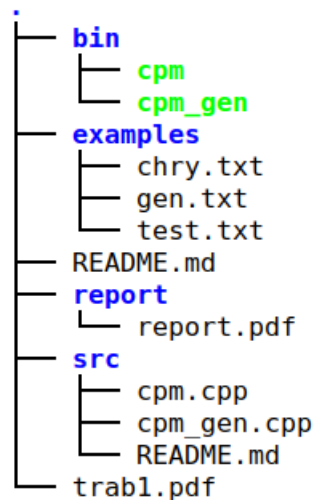 .
bin
cpm
cpm_gen
examples
chry.txt
gen.txt
test.txt
README.md
report
report.pdf
src
cpm.cpp
cpm_gen.cpp
README.md
trab1.pdf